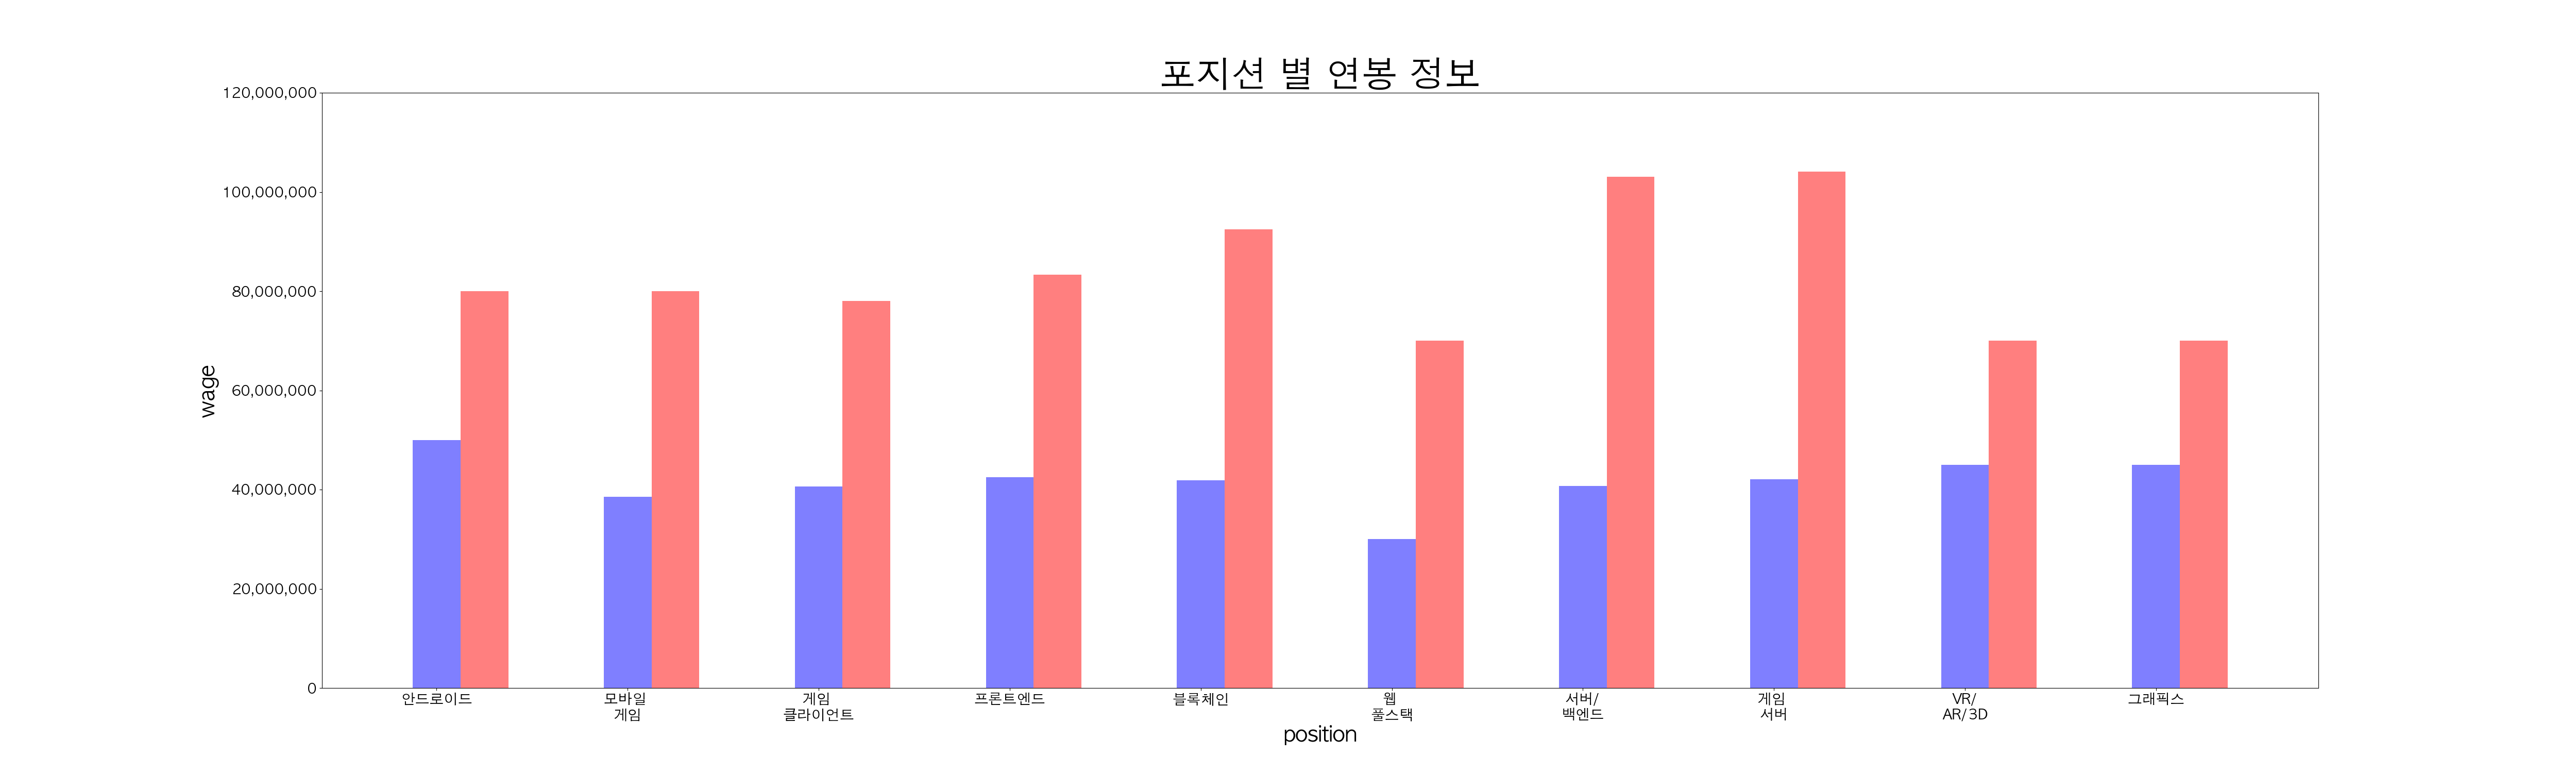 포지션 별 연봉 정보
120,000,000
100,000,000
80,000,000
60,000,000
40,000,000
20,000,000
0
wage
안드로이드
모바일
게임
게임
클라이언트
프론트엔드
블록체인
웹
풀스택
서버/
백엔드
게임
서버
VR/
AR/3D
그래픽스
position